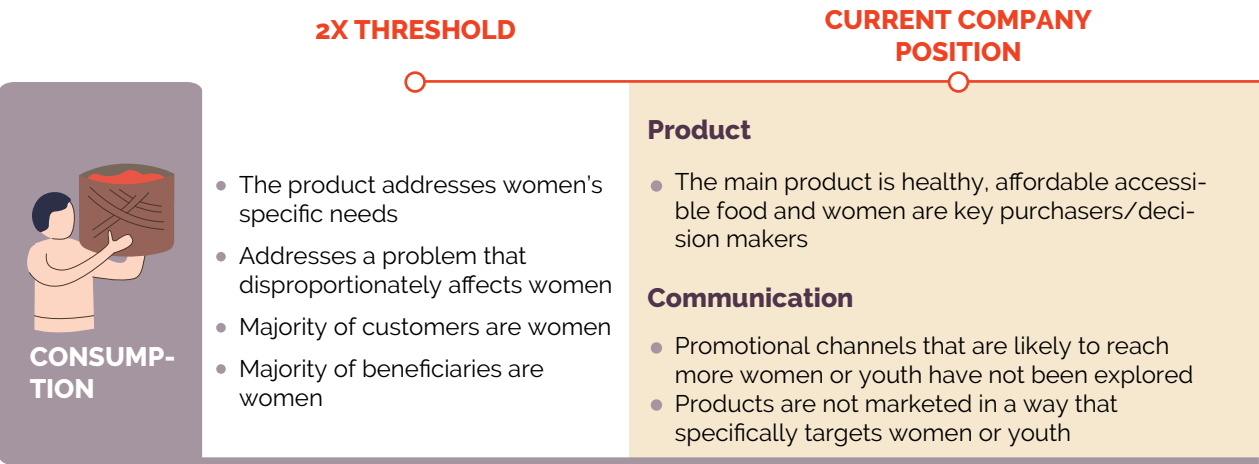 2X THRESHOLD
CURRENT COMPANY
POSITION
CONSUMP-
TION
The product addresses women's
specific needs
Addresses a problem that
disproportionately affects women
Majority of customers are women
Majority of beneficiaries are
women
Product
The main product is healthy, affordable accessi-
ble food and women are key purchasers/deci-
sion makers
Communication
Promotional channels that are likely to reach
more women or youth have not been explored
Products are not marketed in a way that
specifically targets women or youth